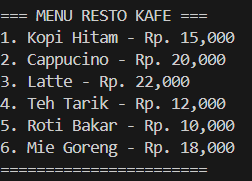 === MENU RESTO KAFE ===
1. Kopi Hitam - Rp. 15,000
2. Cappucino - Rp. 20,000
3. Latte - Rp. 22,000
4. Teh Tarik - Rp. 12,000
5. Roti Bakar - Rp. 10,000
6. Mie Goreng - Rp. 18,000
=======================